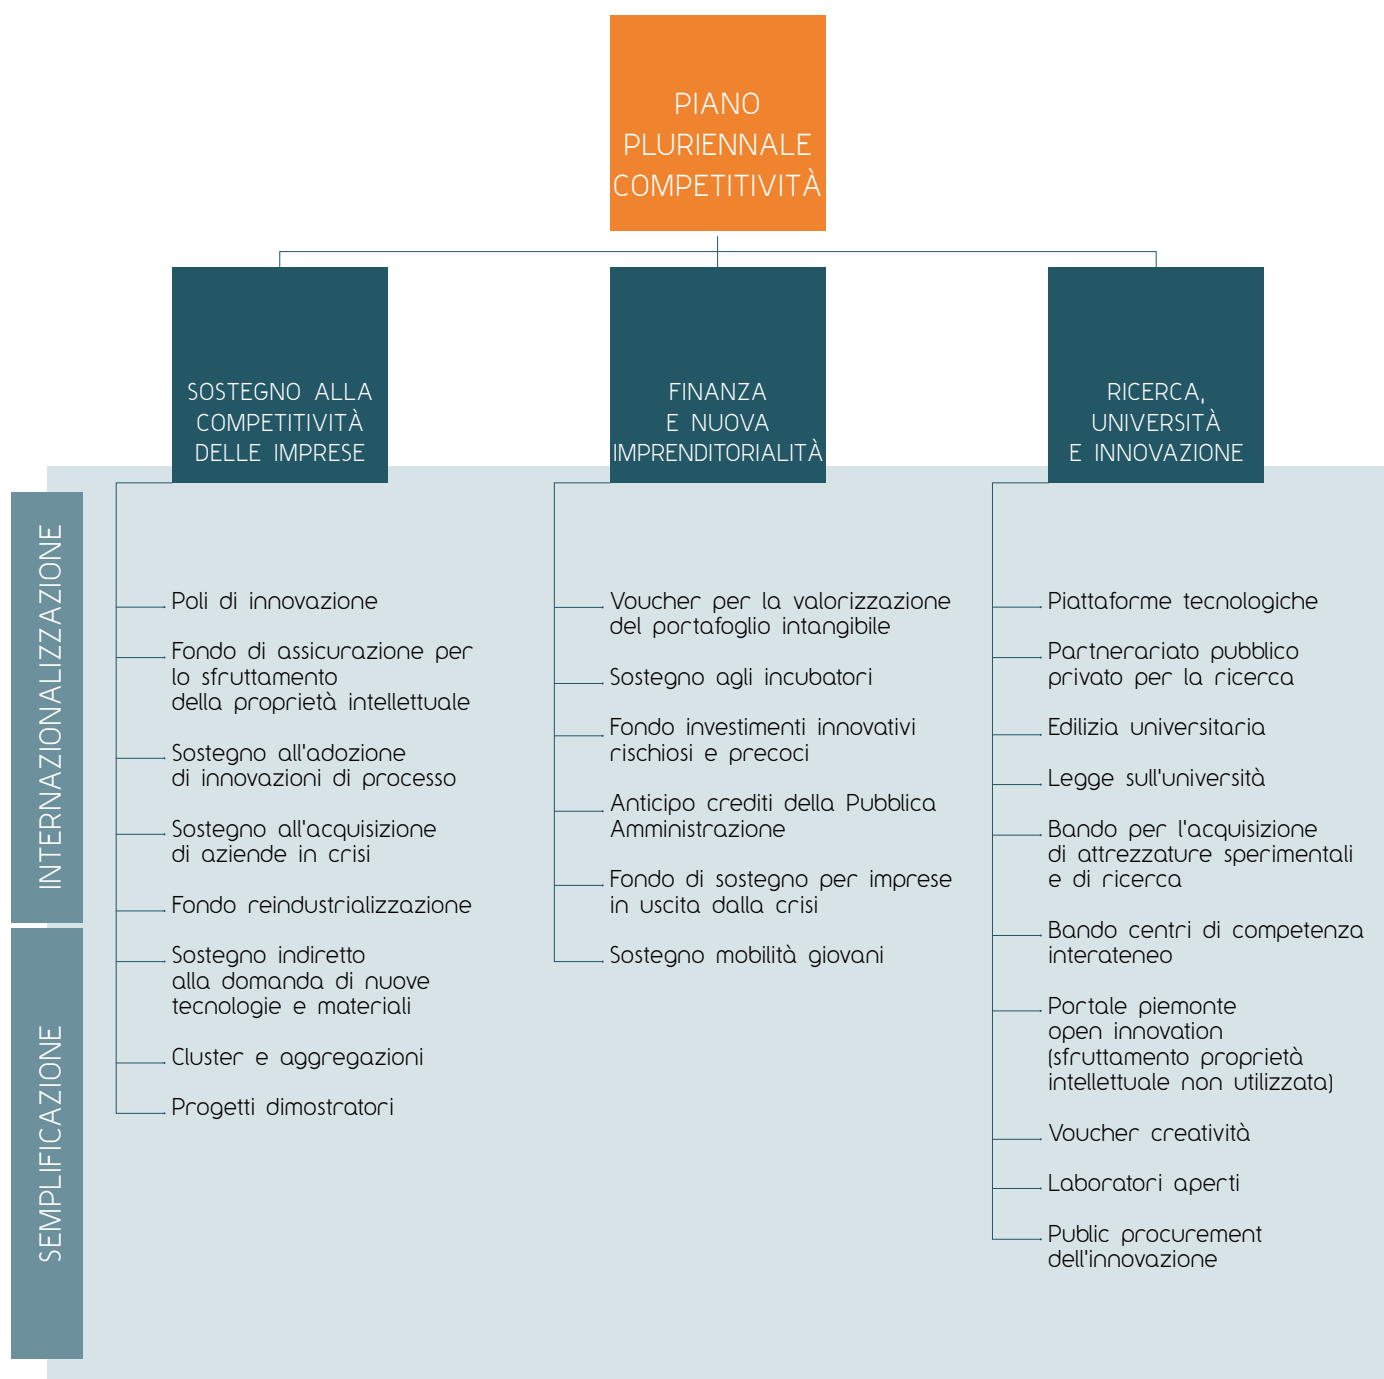 PIANO
PLURIENNALE
COMPETITIVITÀ
SOSTEGNO ALLA
COMPETITIVITÀ
DELLE IMPRESE
FINANZA
E NUOVA
IMPRENDITORIALITÀ
RICERCA,
UNIVERSITÀ
E INNOVAZIONE
INTERNAZIONALIZZAZIONE
SEMPLIFICAZIONE
Poli di innovazione
Fondo di assicurazione per
lo sfruttamento
della proprietà intellettuale
Sostegno all'adozione
di innovazioni di processo
Sostegno all'acquisizione
di aziende in crisi
Fondo reindustrializzazione
Sostegno indiretto
alla domanda di nuove
tecnologie e materiali
Cluster e aggregazioni
Progetti dimostratori
Voucher per la valorizzazione
del portafoglio intangibile
Sostegno agli incubatori
Fondo investimenti innovativi
rischiosi e precoci
Anticipo crediti della Pubblica
Amministrazione
Fondo di sostegno per imprese
in uscita dalla crisi
Sostegno mobilità giovani
Piattaforme tecnologiche
Partnerariato pubblico
privato per la ricerca
Edilizia universitaria
Legge sull'università
Bando per l'acquisizione
di attrezzature sperimentali
e di ricerca
Bando centri di competenza
interateneo
Portale piemonte
open innovation
(sfruttamento proprietà
intellettuale non utilizzata)
Voucher creatività
Laboratori aperti
Public procurement
dell'innovazione